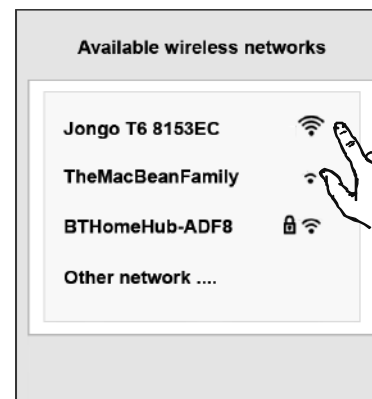 Available wireless networks
Jongo T6 8153EC
TheMacBeanFamily
BTHomeHub-ADF8
Other network ....